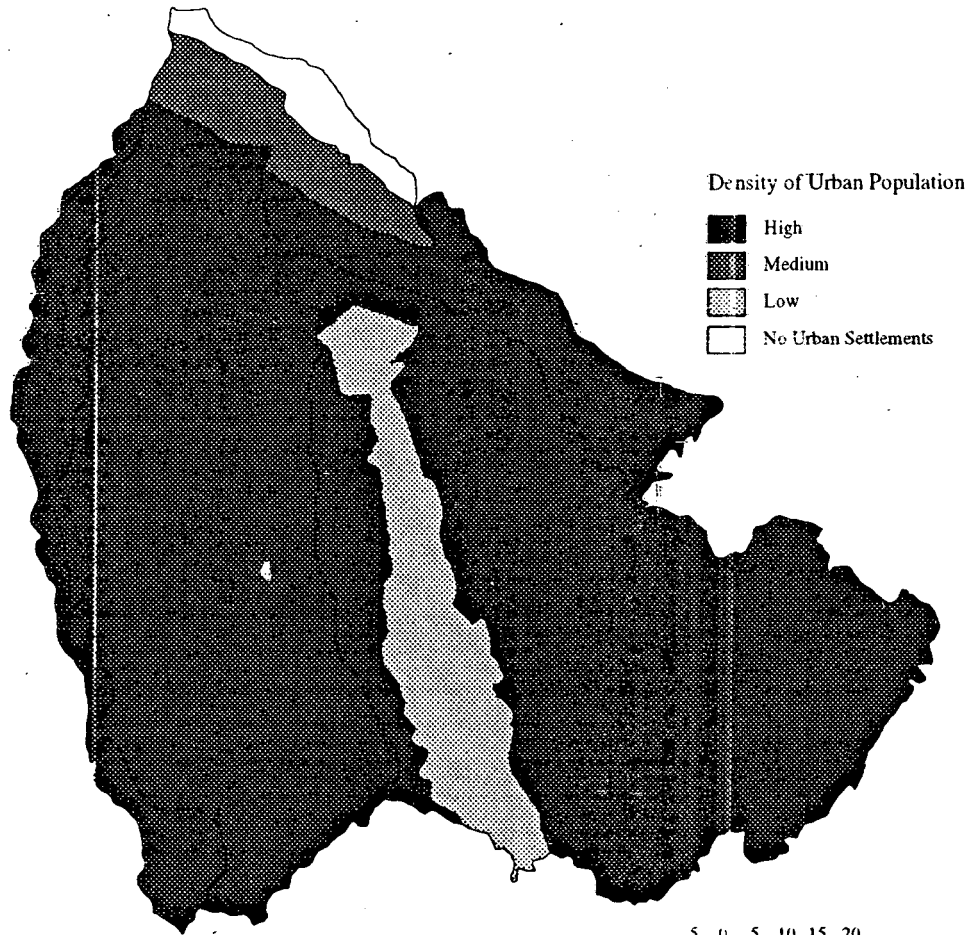 Density of Urban Population
High
Medium
Low
No Urban Settlements
5 0 5 10 15 20